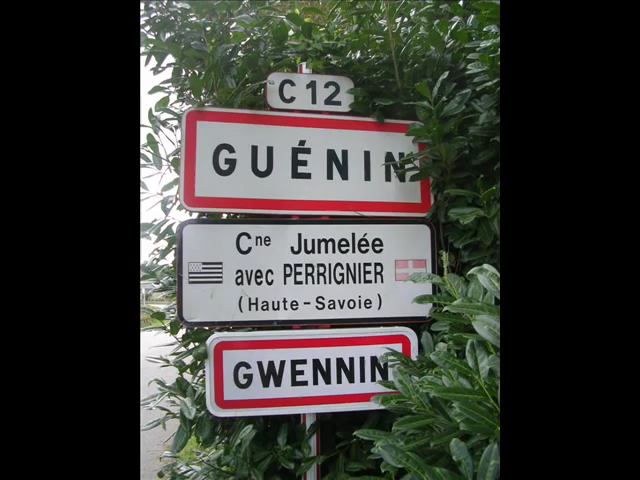 C 12
GUÉNIN
Cne Jumelée
avec PERRIGNIER
(Haute-Savoie)
GWENNIN